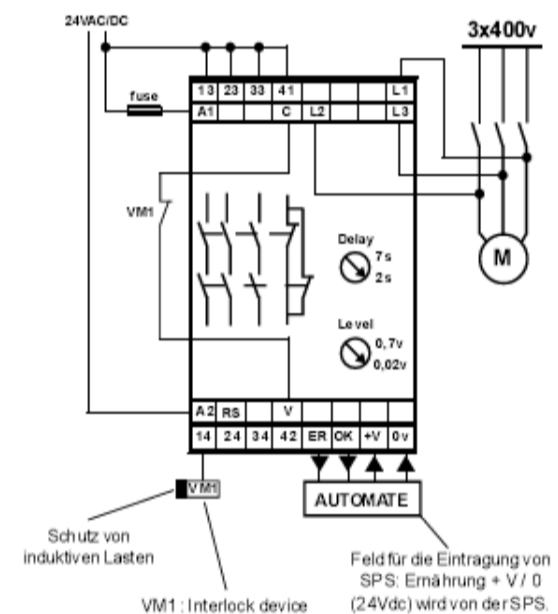 24VAC/DC
3x400v
13 23 33 41 L1
fuse
A1 C L2 L3
VM1
Delay
7s
2s
M
Level
0,7v
0,02v
A2 RS V
14 24 34 42 ER OK +V 0v
VM1
AUTOMATE
Schutz von
induktiven Lasten
Feld für die Eintragung von
SPS: Ernährung + V / 0
(24Vdc) wird von der SPS.
VM1 : Interlock device